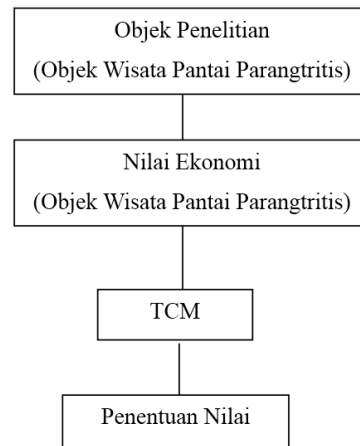 Objek Penelitian
(Objek Wisata Pantai Parangtritis)
Nilai Ekonomi
(Objek Wisata Pantai Parangtritis)
TCM
Penentuan Nilai